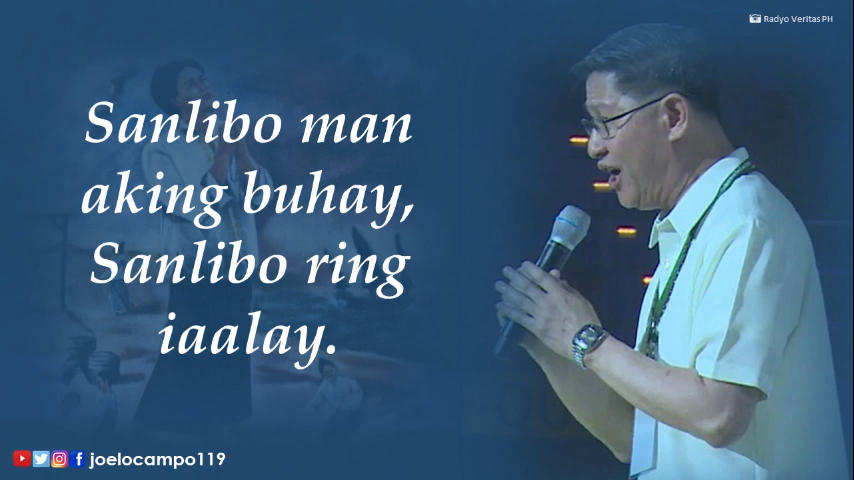 Radyo Veritas PH
Sanlibo man
aking buhay,
Sanlibo ring
iaalay.
joelocampo119